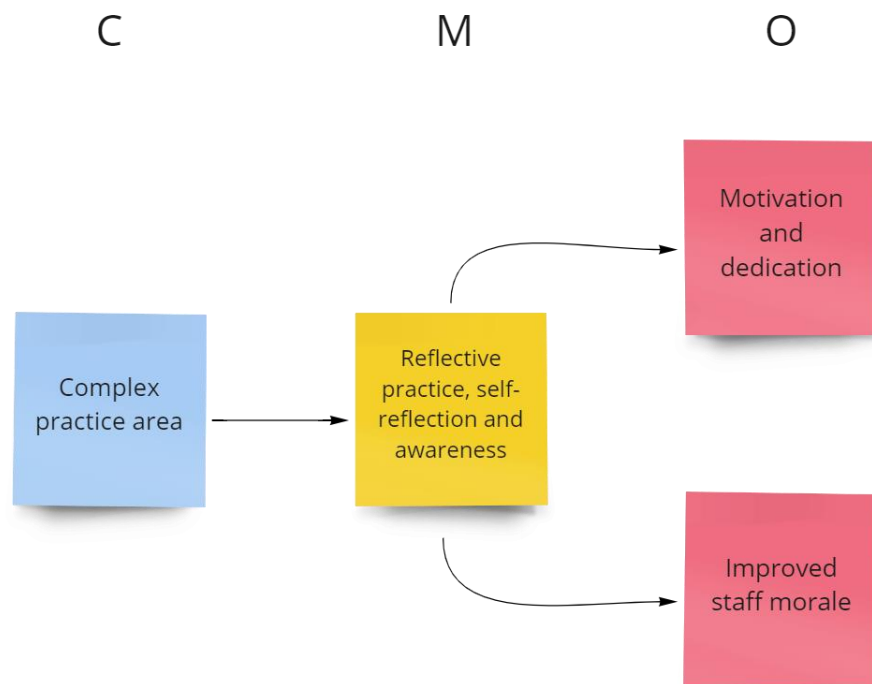 C
M
O
Motivation
and
dedication
Complex
practice area
Reflective
practice, self-
reflection and
awareness
Improved
staff morale